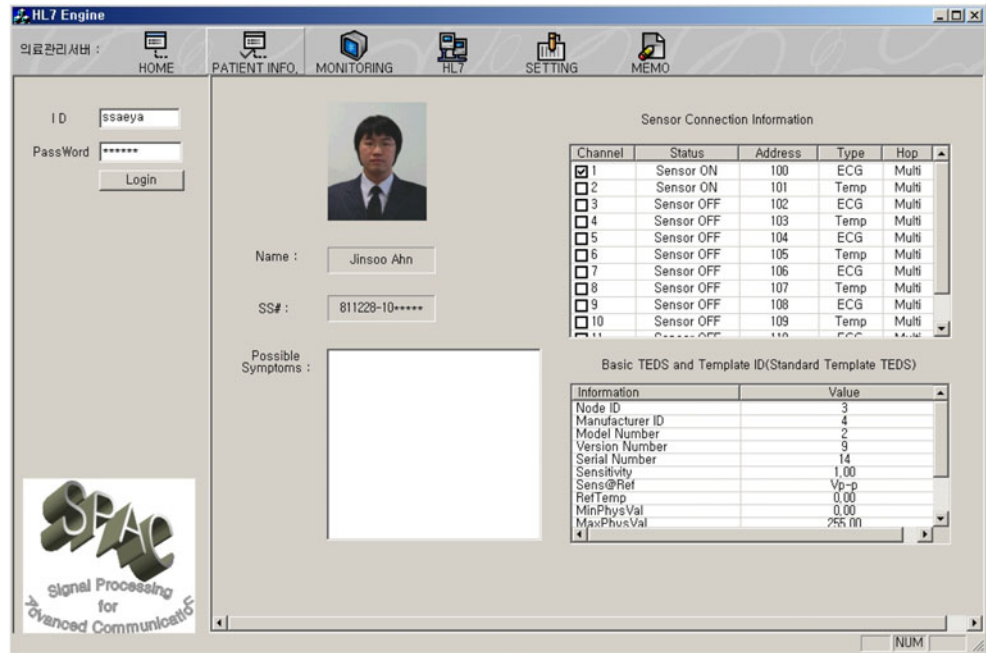 HL7 Engine
의료관리서버 :
HOME
PATIENT INFO,
MONITORING
HL7
SETTING
MEMO
ID ssaeya
PassWord ******
Login
Name : Jinsoo Ahn
SS# : 811228-10*****
Possible
Symptoms :
Sensor Connection Information
Channel Status Address Type Hop
1 Sensor ON 100 ECG Multi
2 Sensor ON 101 Temp Multi
3 Sensor OFF 102 ECG Multi
4 Sensor OFF 103 Temp Multi
5 Sensor OFF 104 ECG Multi
6 Sensor OFF 105 Temp Multi
7 Sensor OFF 106 ECG Multi
8 Sensor OFF 107 Temp Multi
9 Sensor OFF 108 ECG Multi
10 Sensor OFF 109 Temp Multi
11 Sensor OFF 110 ECG Multi
Basic TEDS and Template ID(Standard Template TEDS)
Information Value
Node ID 3
Manufacturer ID 4
Model Number 2
Version Number 9
Serial Number 14
Sensitivity 1,00
Sens@Ref Vp-p
RefTemp 0,00
MinPhysVal 0,00
MaxPhysVal 255,00
SPAC
Signal Processing
for
Advanced Communication
NUM